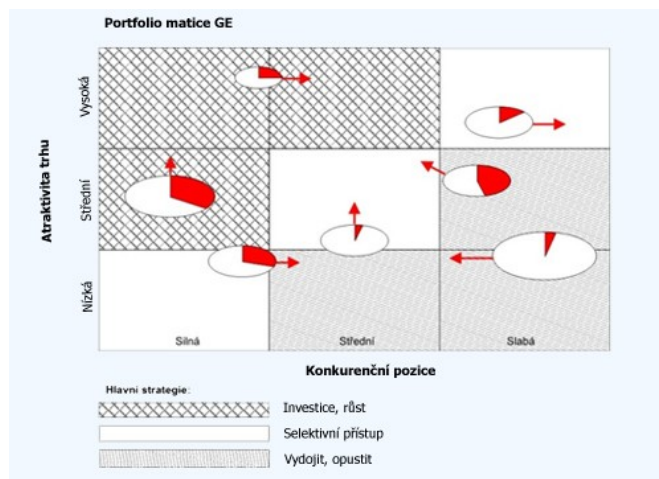 Portfolio matice GE
Atraktivita trhu
Vysoká
Střední
Nízká
Silná
Střední
Slabá
Konkurenční pozice
Hlavní strategie:
Investice, růst
Selektivní přístup
Vydojit, opustit